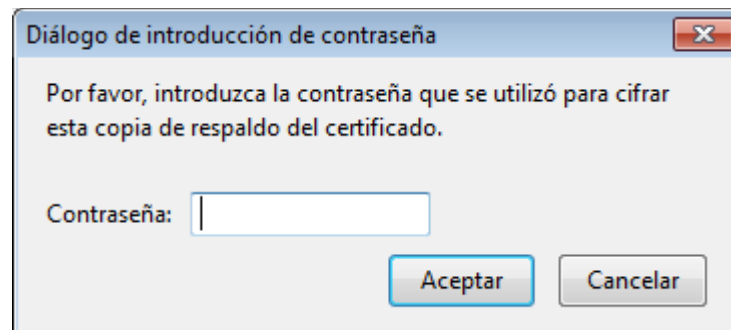 Diálogo de introducción de contraseña
Por favor, introduzca la contraseña que se utilizó para cifrar
esta copia de respaldo del certificado.
Contraseña:
Aceptar
Cancelar